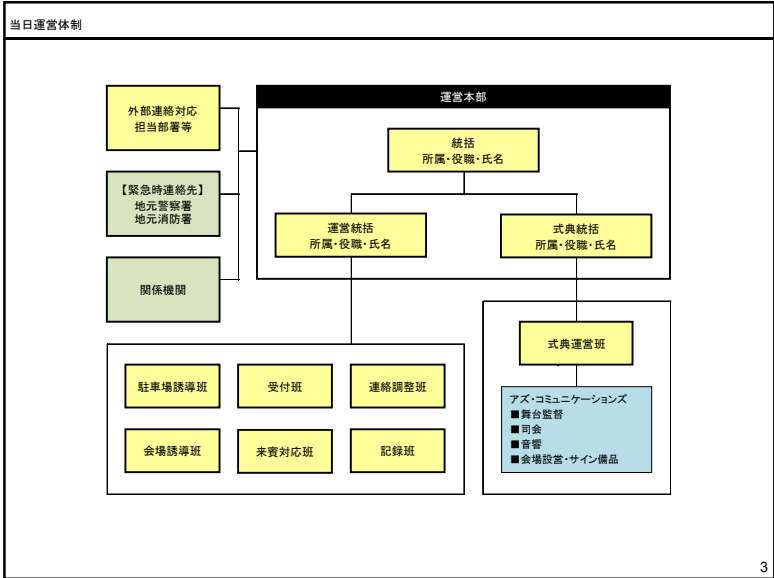 当日運営体制
外部連絡対応
担当部署等
【緊急時連絡先】
地元警察署
地元消防署
関係機関
運営本部
統括
所属・役職・氏名
運営統括
所属・役職・氏名
式典統括
所属・役職・氏名
駐車場誘導班
受付班
連絡調整班
会場誘導班
来賓対応班
記録班
式典運営班
アズ・コミュニケーションズ
■舞台監督
■司会
■音響
■会場設営・サイン備品
3